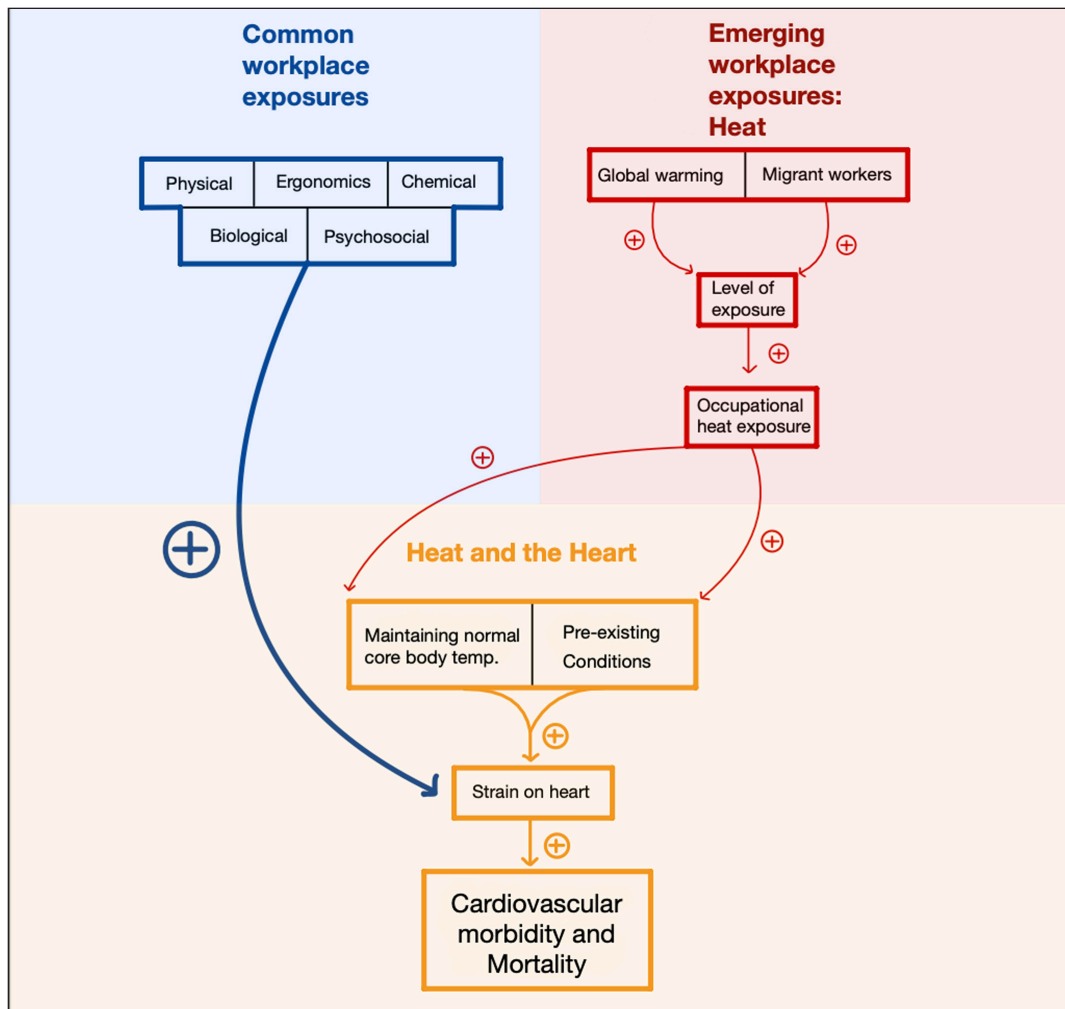 Common
workplace
exposures
Physical
Ergonomics
Chemical
Biological
Psychosocial
Emerging
workplace
exposures:
Heat
Global warming
Migrant workers
Level of
exposure
Occupational
heat exposure
Heat and the Heart
Maintaining normal
core body temp.
Pre-existing
Conditions
Strain on heart
Cardiovascular
morbidity and
Mortality